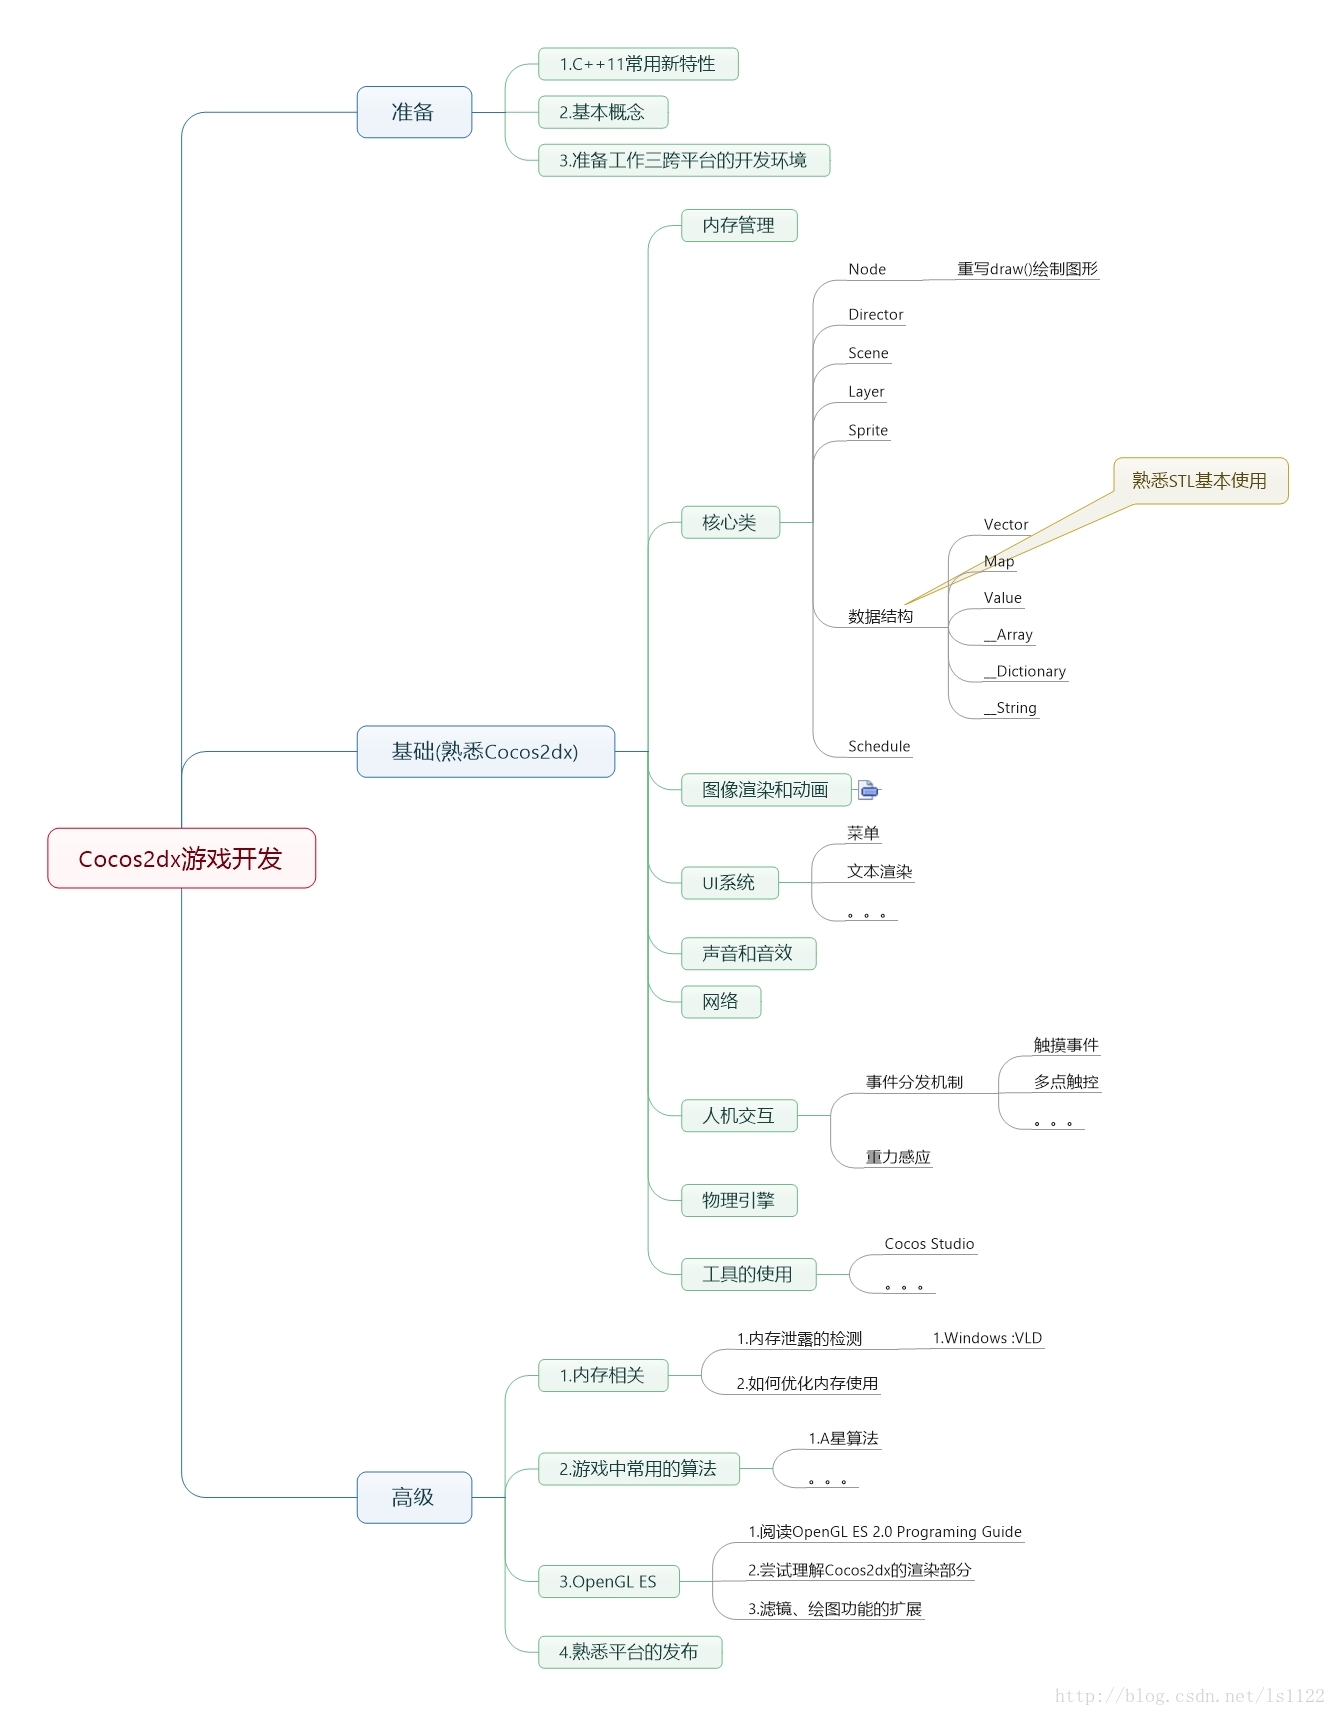 1.C++11常用新特性
准备
2.基本概念
3.准备工作三跨平台的开发环境
内存管理
Node
重写draw()绘制图形
Director
Scene
Layer
Sprite
熟悉STL基本使用
核心类
Vector
Map
Value
数据结构
__Array
__Dictionary
__String
Schedule
基础(熟悉Cocos2dx)
图像渲染和动画
Cocos2dx游戏开发
菜单
UI系统
文本渲染
。。。
声音和音效
网络
触摸事件
事件分发机制
多点触控
。。。
人机交互
重力感应
物理引擎
Cocos Studio
工具的使用
。。。
1.内存泄露的检测
1.Windows :VLD
1.内存相关
2.如何优化内存使用
1.A星算法
2.游戏中常用的算法
。。。
高级
1.阅读OpenGL ES 2.0 Programing Guide
3.OpenGL ES
2.尝试理解Cocos2dx的渲染部分
3.滤镜、绘图功能的扩展
4.熟悉平台的发布
http://blog.csdn.net/ls1122